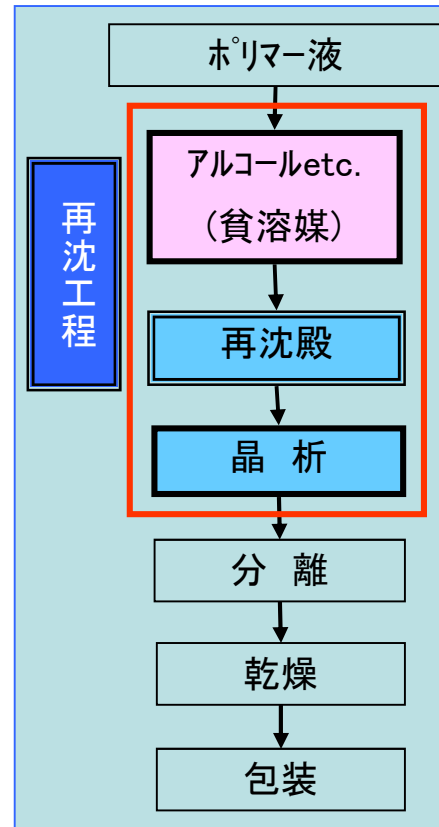 ポリマー液
アルコールetc.
(貧溶媒)
再沈工程
再沈殿
晶 析
分 離
乾燥
包装